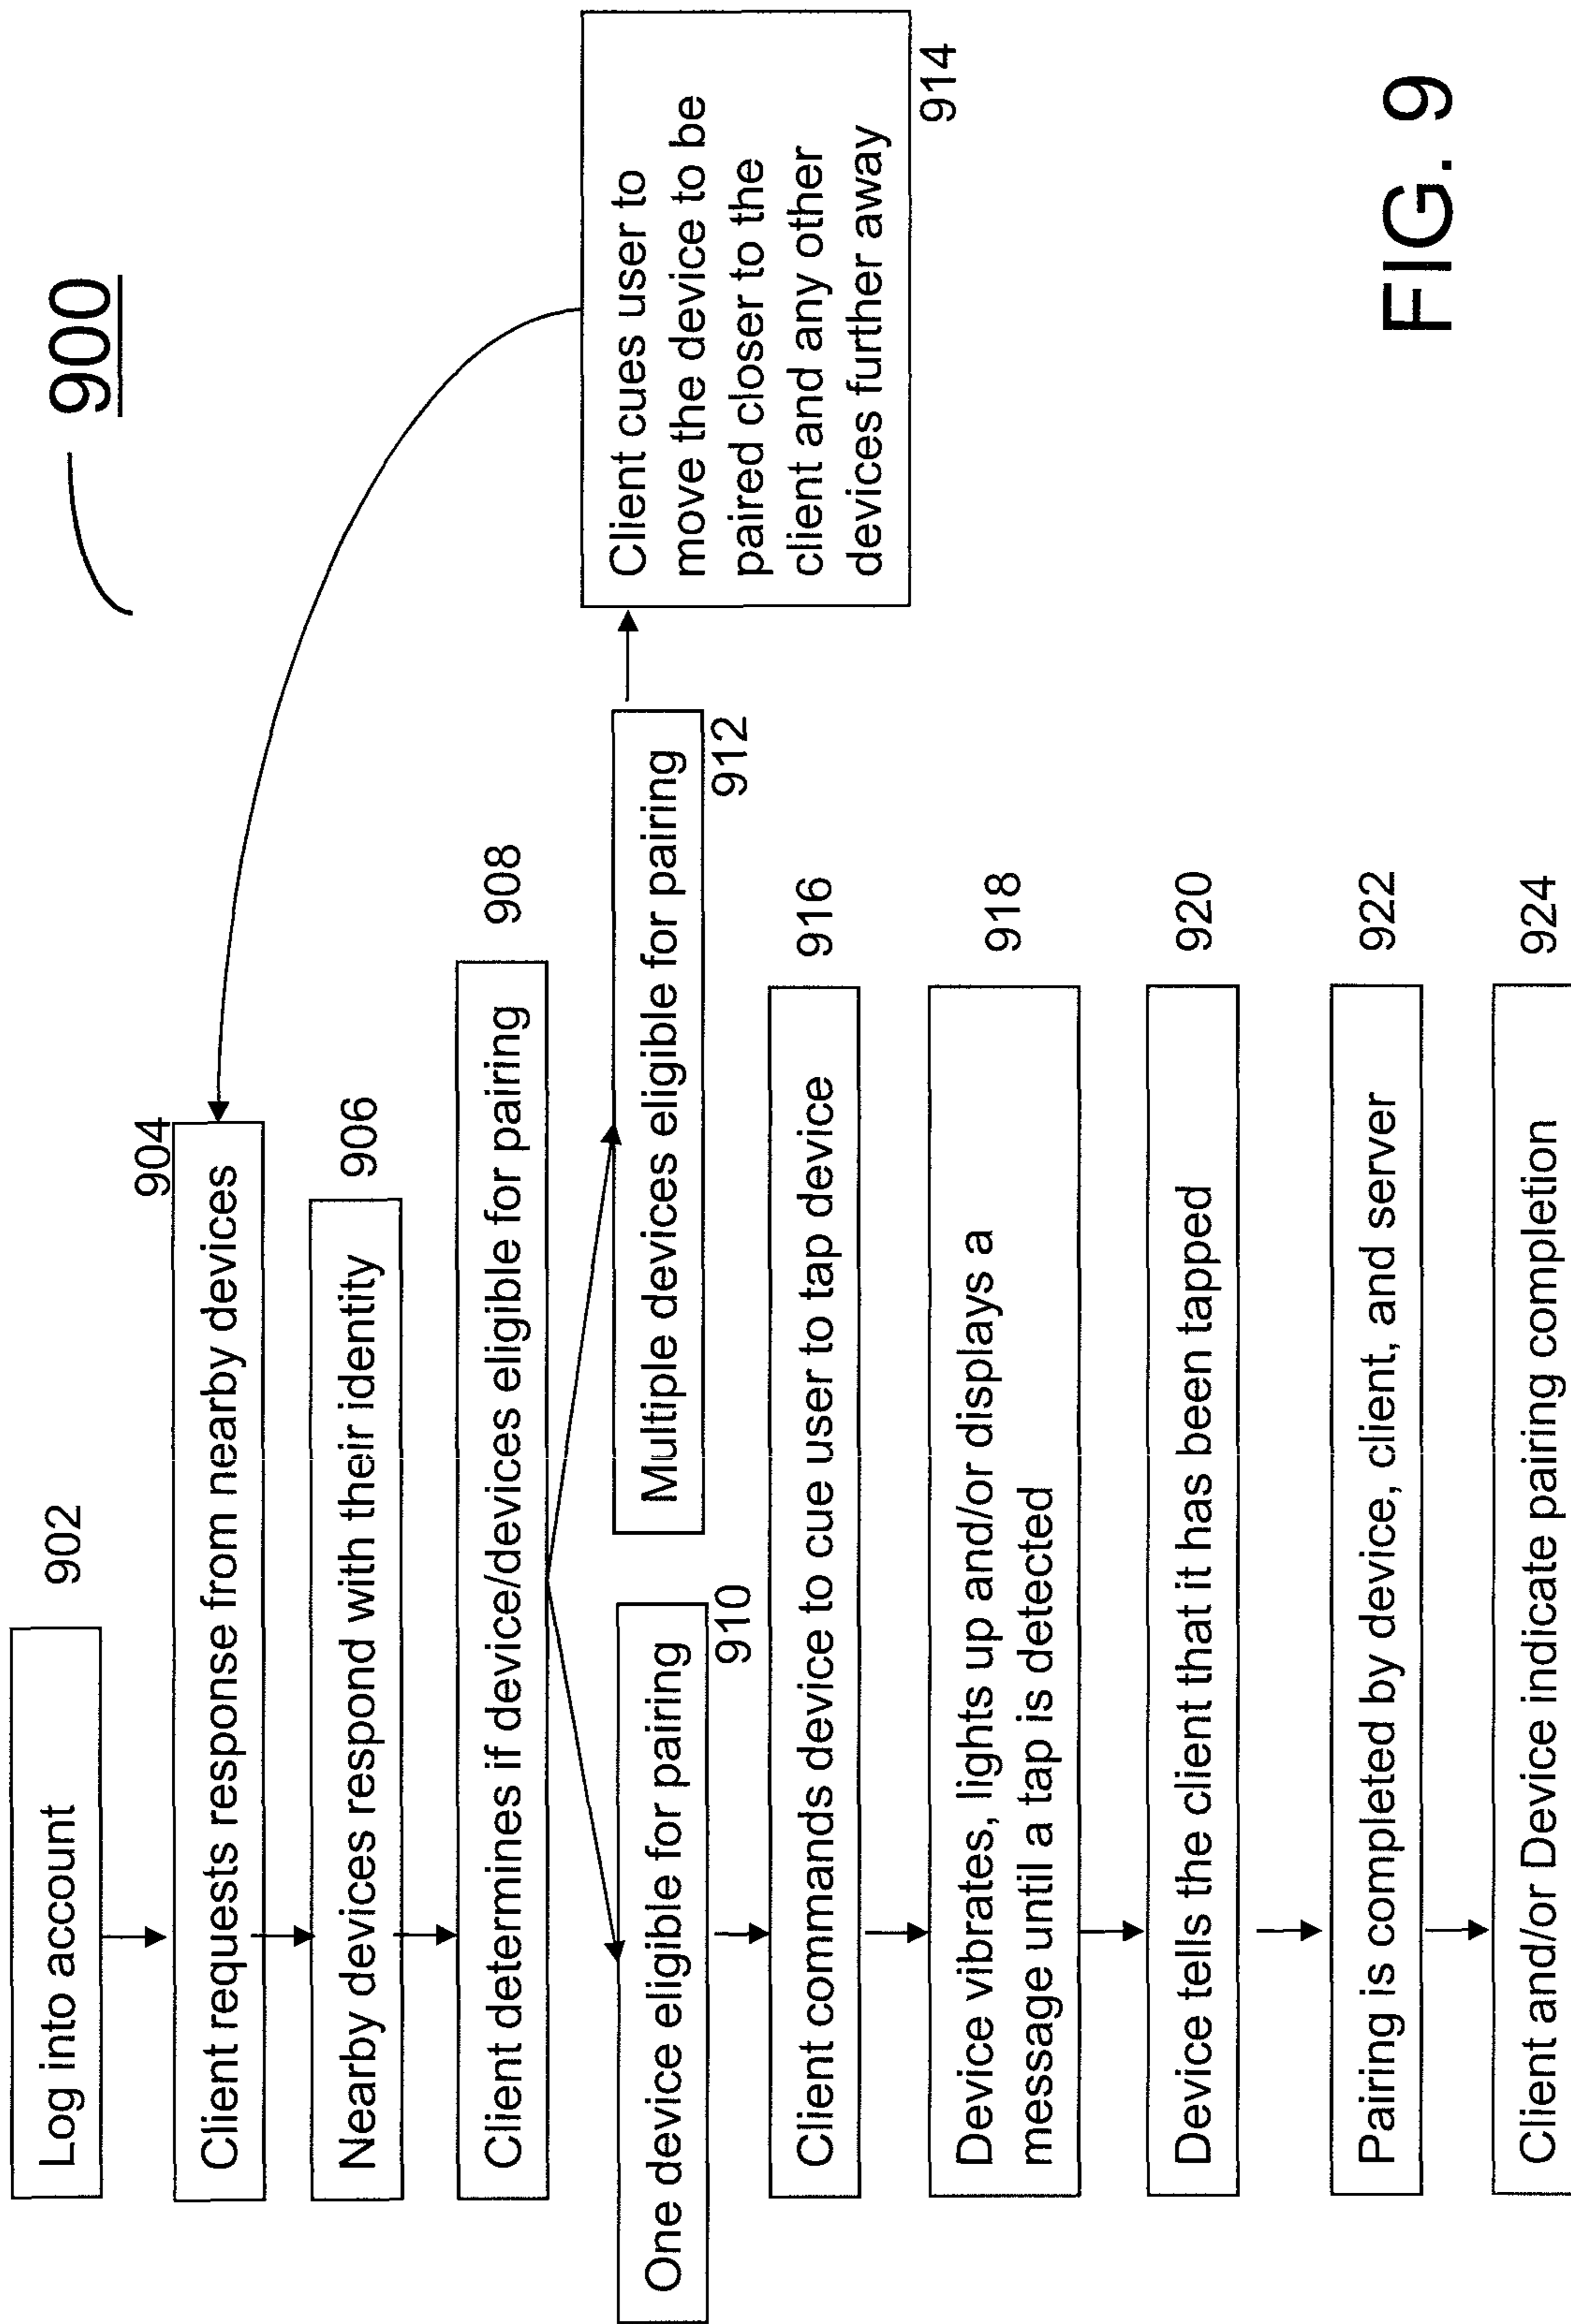 900
Log into account
902
904
Client requests response from nearby devices
Nearby devices respond with their identity
906
Client determines if device/devices eligible for pairing
908
One device eligible for pairing
910
Multiple devices eligible for pairing
912
Client cues user to
move the device to be
paired closer to the
client and any other
devices further away
914
Client commands device to cue user to tap device
916
Device vibrates, lights up and/or displays a
message until a tap is detected
918
Device tells the client that it has been tapped
920
Pairing is completed by device, client, and server
922
Client and/or Device indicate pairing completion
924
FIG. 9